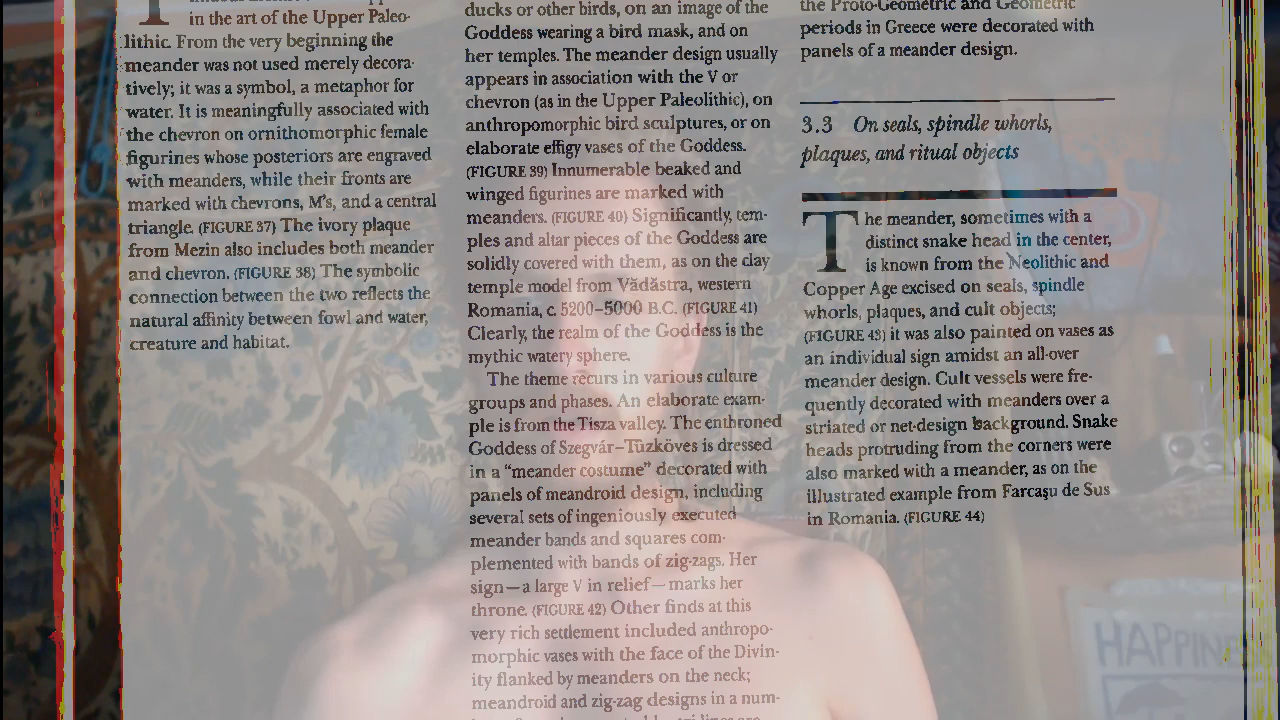 in the art of the Upper Paleo-
lithic. From the very beginning the
meander was not used merely decora-
tively; it was a symbol, a metaphor for
water. It is meaningfully associated with
the chevron on ornithomorphic female
figurines whose posteriors are engraved
with meanders, while their fronts are
marked with chevrons, M's, and a central
triangle. (FIGURE 37) The ivory plaque
from Mezin also includes both meander
and chevron. (FIGURE 38) The symbolic
connection between the two reflects the
natural affinity between fowl and water,
creature and habitat.
ducks or other birds, on an image of the
Goddess wearing a bird mask, and on
her temples. The meander design usually
appears in association with the V or
chevron (as in the Upper Paleolithic), on
anthropomorphic bird sculptures, or on
elaborate effigy vases of the Goddess.
(FIGURE 39) Innumerable beaked and
winged figurines are marked with
meanders. (FIGURE 40) Significantly, tem-
ples and altar pieces of the Goddess are
solidly covered with them, as on the clay
temple model from Vădăstra, western
Romania, c. 5200–5000 B.C. (FIGURE 41)
Clearly, the realm of the Goddess is the
mythic watery sphere.
The theme recurs in various culture
groups and phases. An elaborate exam-
ple is from the Tisza valley. The enthroned
Goddess of Szegvár–Tüzköves is dressed
in a "meander costume" decorated with
panels of meandroid design, including
several sets of ingeniously executed
meander bands and squares com-
plemented with bands of zig-zags. Her
sign—a large V in relief—marks her
throne. (FIGURE 42) Other finds at this
very rich settlement included anthropo-
morphic vases with the face of the Divin-
ity flanked by meanders on the neck;
meandroid and zig-zag designs in a num-
the Proto-Geometric and Geometric
periods in Greece were decorated with
panels of a meander design.
3.3 On seals, spindle whorls,
plaques, and ritual objects
The meander, sometimes with a
distinct snake head in the center,
is known from the Neolithic and
Copper Age excised on seals, spindle
whorls, plaques, and cult objects;
(FIGURE 43) it was also painted on vases as
an individual sign amidst an all-over
meander design. Cult vessels were fre-
quently decorated with meanders over a
striated or net-design background. Snake
heads protruding from the corners were
also marked with a meander, as on the
illustrated example from Farcaşu de Sus
in Romania. (FIGURE 44)